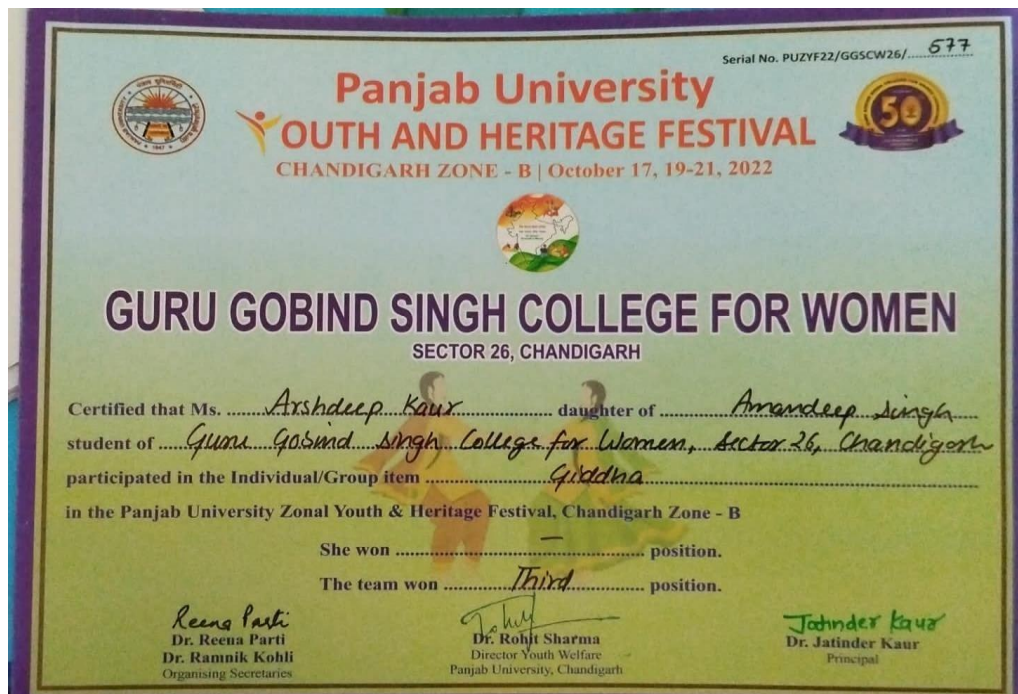 Serial No. PUZYF22/GGSCW26/........577
Panjab University
YOUTH AND HERITAGE FESTIVAL
CHANDIGARH ZONE - B | October 17, 19-21, 2022
50
1947
GURU GOBIND SINGH COLLEGE FOR WOMEN
SECTOR 26, CHANDIGARH
Certified that Ms. Arshdeep Kaur daughter of Amandeep Singh
student of Guru Gobind Singh College for Women, Sector 26, Chandigarh
participated in the Individual/Group item Giddha
in the Panjab University Zonal Youth & Heritage Festival, Chandigarh Zone - B
She won – position.
The team won Third position.
Reena Parti
Dr. Reena Parti
Dr. Ramnik Kohli
Organising Secretaries
Dr. Rohit Sharma
Director Youth Welfare
Panjab University, Chandigarh
Jatinder Kaur
Dr. Jatinder Kaur
Principal